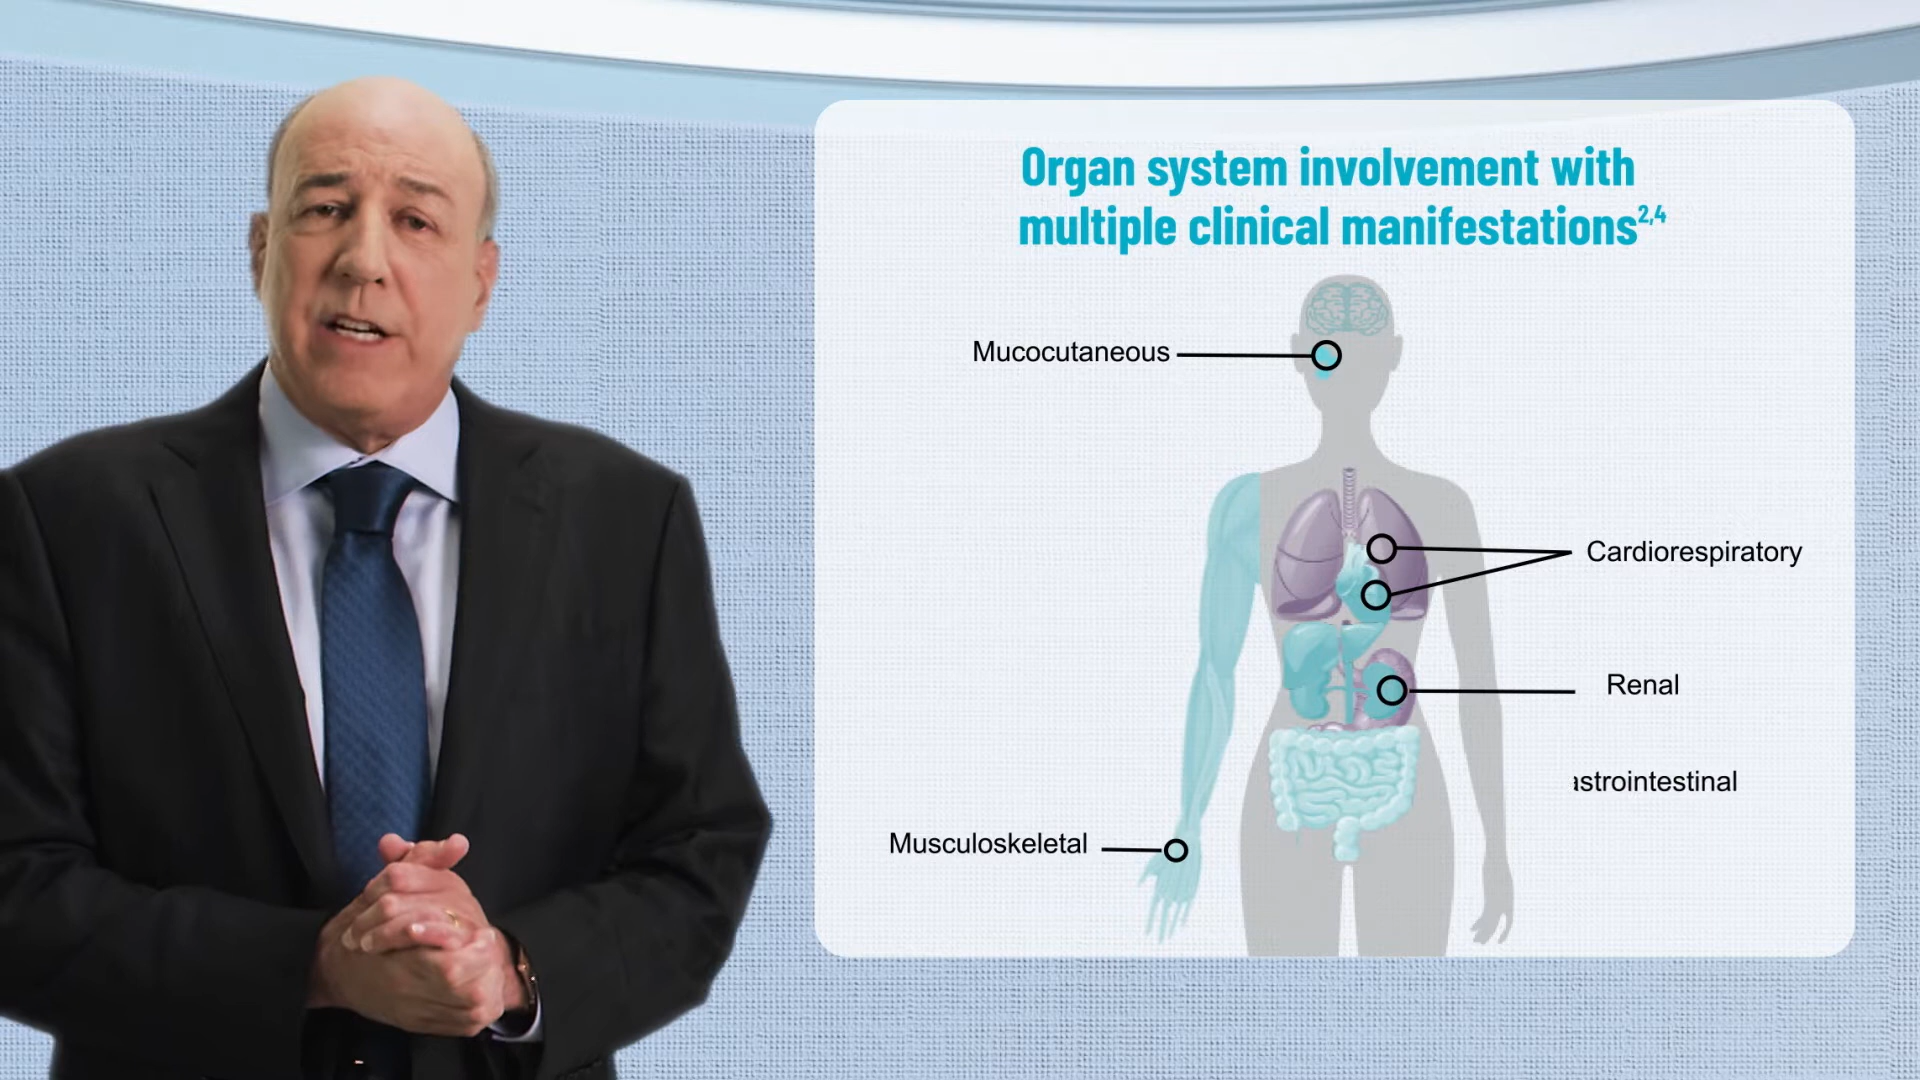 Organ system involvement with
multiple clinical manifestations2,4
Mucocutaneous
Cardiorespiratory
Renal
astrointestinal
Musculoskeletal